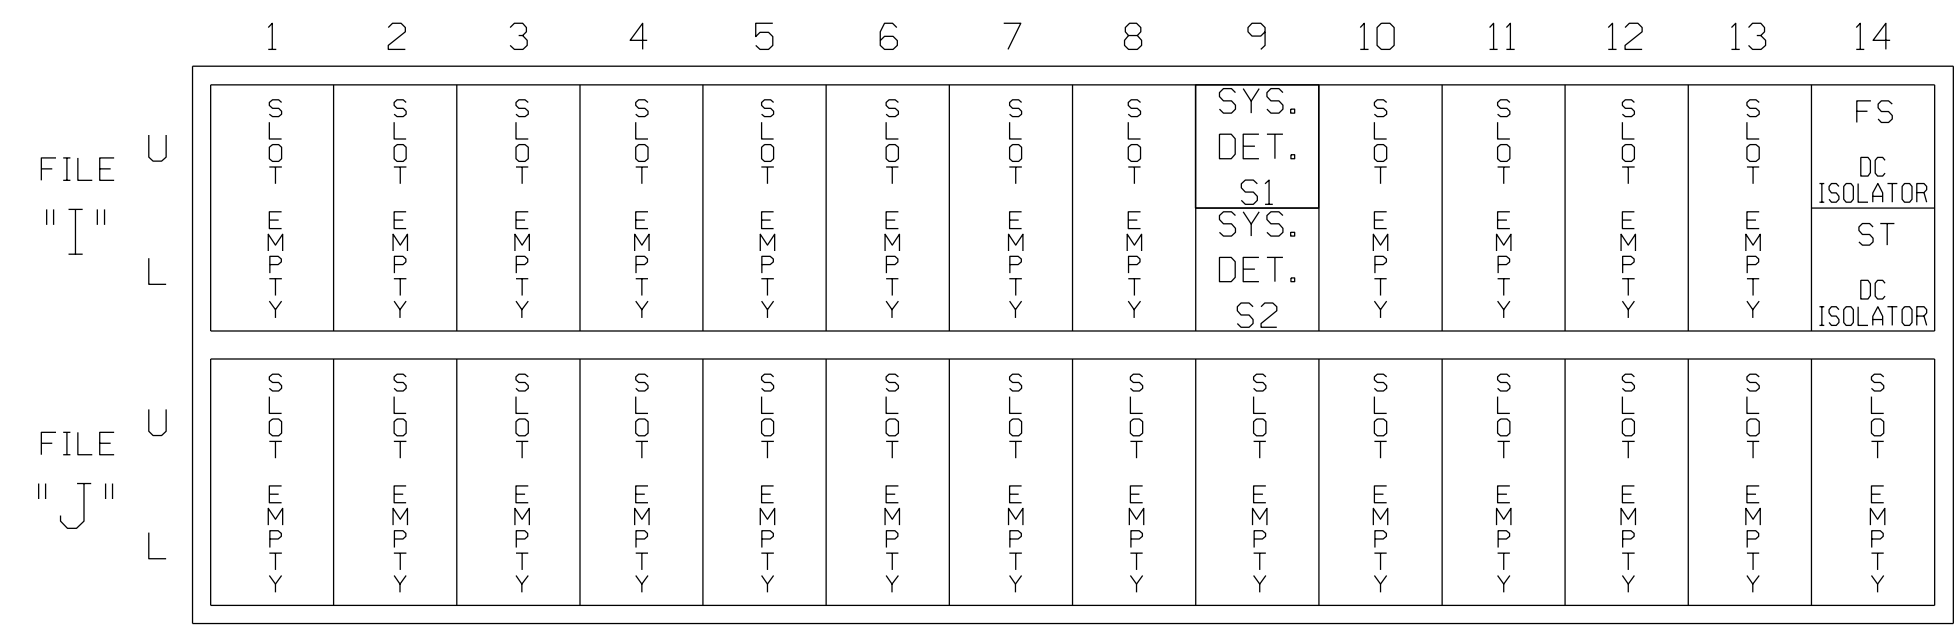 1 2 3 4 5 6 7 8 9 10 11 12 13 14
FILE
"I"
U
L
SLOT EMPTY
SLOT EMPTY
SLOT EMPTY
SLOT EMPTY
SLOT EMPTY
SLOT EMPTY
SLOT EMPTY
SLOT EMPTY
SYS.
DET.
S1
SYS.
DET.
S2
SLOT EMPTY
SLOT EMPTY
SLOT EMPTY
SLOT EMPTY
FS
DC
ISOLATOR
ST
DC
ISOLATOR
FILE
"J"
U
L
SLOT EMPTY
SLOT EMPTY
SLOT EMPTY
SLOT EMPTY
SLOT EMPTY
SLOT EMPTY
SLOT EMPTY
SLOT EMPTY
SLOT EMPTY
SLOT EMPTY
SLOT EMPTY
SLOT EMPTY
SLOT EMPTY
SLOT EMPTY